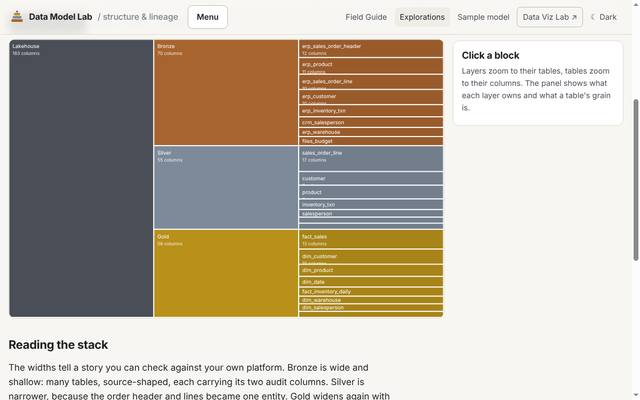 Data Model Lab / structure & lineage Menu Field Guide Explorations Sample model Data Viz Lab ↗ ☾ Dark
Lakehouse
183 columns
Bronze
70 columns
erp_sales_order_header
12 columns
erp_product
11 columns
erp_sales_order_line
erp_customer
erp_inventory_txn
crm_salesperson
erp_warehouse
files_budget
Silver
55 columns
sales_order_line
17 columns
customer
product
inventory_txn
salesperson
Gold
58 columns
fact_sales
13 columns
dim_customer
dim_product
dim_date
fact_inventory_daily
dim_warehouse
dim_salesperson
Click a block
Layers zoom to their tables, tables zoom
to their columns. The panel shows what
each layer owns and what a table's grain
is.
Reading the stack
The widths tell a story you can check against your own platform. Bronze is wide and
shallow: many tables, source-shaped, each carrying its two audit columns. Silver is
narrower, because the order header and lines became one entity. Gold widens again with